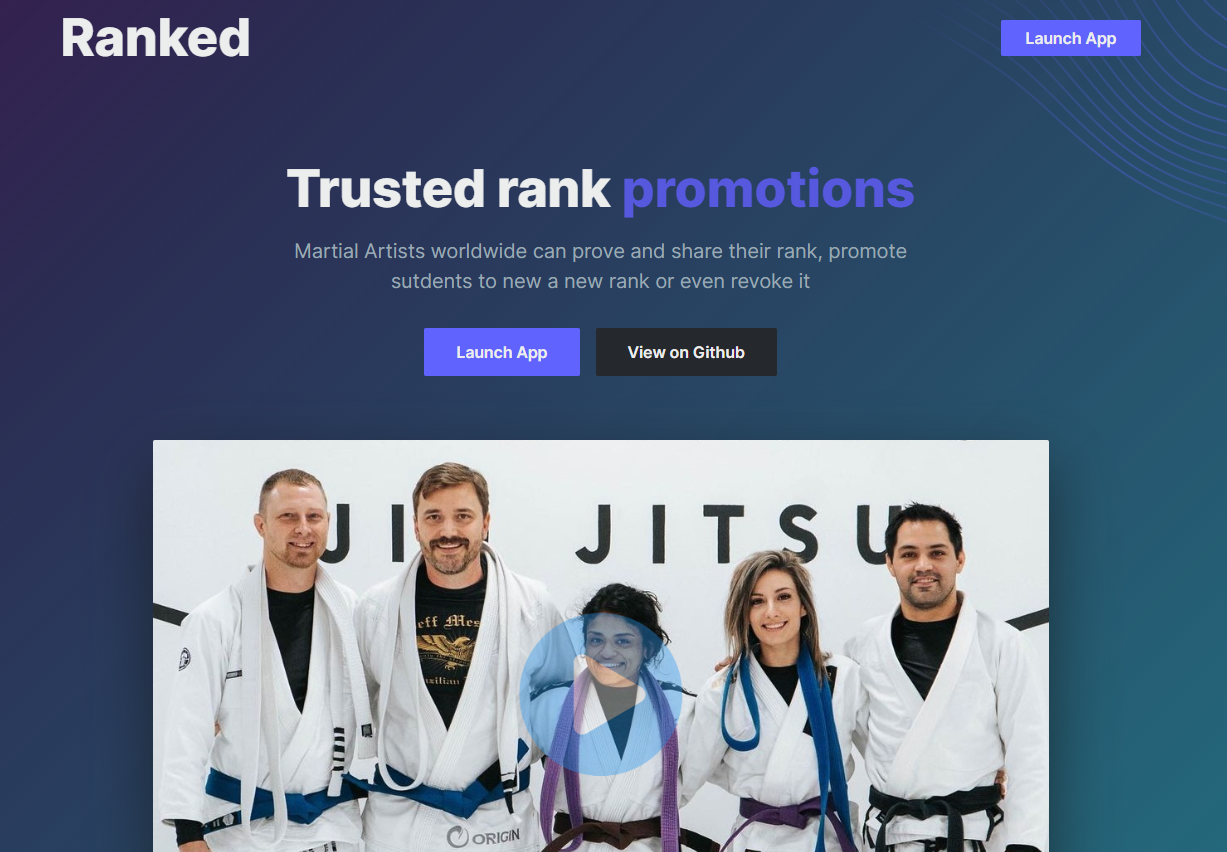 Ranked
Launch App
Trusted rank promotions
Martial Artists worldwide can prove and share their rank, promote
sutdents to new a new rank or even revoke it
Launch App
View on Github
JITSU
ORIGIN